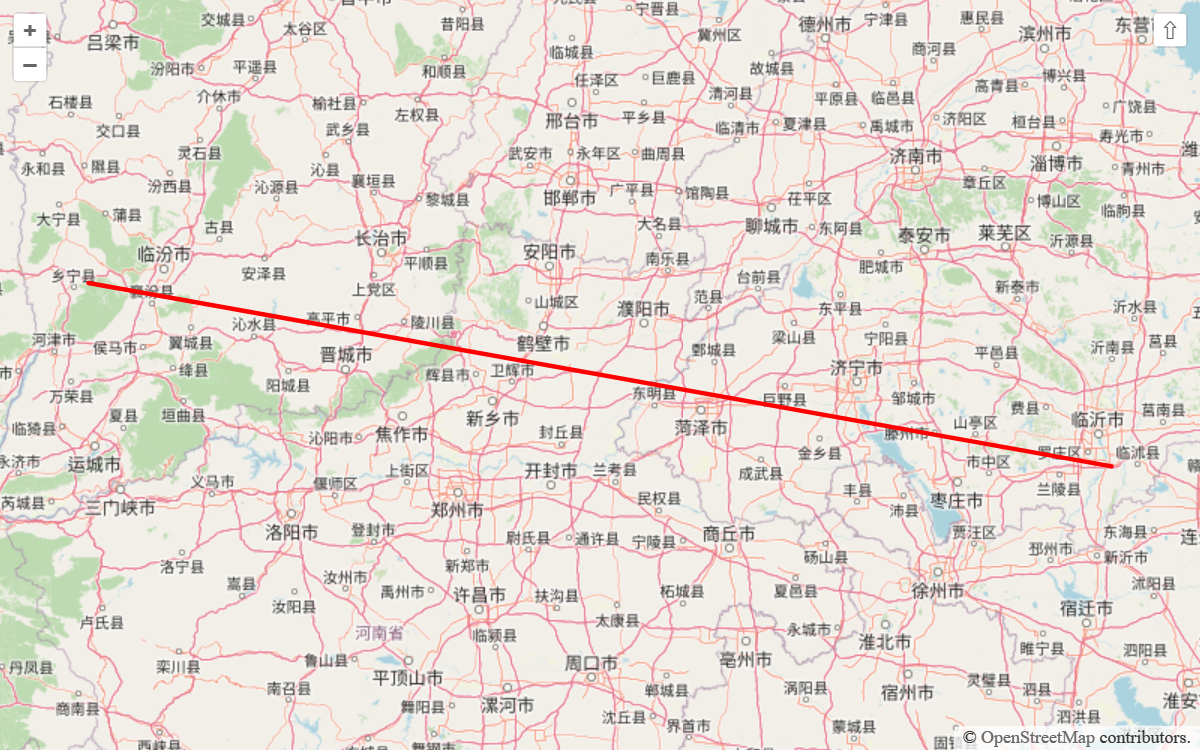 +
−
⇧
交城县
太谷区
昔阳县
宁晋县
冀州区
德州市
宁津县
惠民县
滨州市
吕梁市
临城县
商河县
汾阳市
平遥县
和顺县
任泽区
巨鹿县
故城县
博兴县
石楼县
介休市
榆社县
左权县
清河县
平原县
临邑县
高青县
广饶县
交口县
武乡县
邢台市
平乡县
临清市
夏津县
禹城市
济阳区
桓台县
寿光市
永和县
隰县
灵石县
沁县
武安市
永年区
曲周县
济南市
淄博市
青州市
汾西县
沁源县
襄垣县
黎城县
邯郸市
广平县
馆陶县
茌平区
章丘区
博山区
临朐县
大宁县
蒲县
古县
长治市
大名县
聊城市
东阿县
泰安市
莱芜区
沂源县
临汾市
安泽县
平顺县
安阳市
南乐县
台前县
肥城市
乡宁县
襄汾县
上党区
山城区
濮阳市
范县
东平县
新泰市
沂水县
河津市
侯马市
翼城县
沁水县
高平市
陵川县
鹤壁市
鄄城县
梁山县
宁阳县
平邑县
沂南县
莒县
晋城市
绛县
阳城县
辉县市
卫辉市
东明县
巨野县
济宁市
邹城市
万荣县
夏县
垣曲县
新乡市
菏泽市
费县
临沂市
莒南县
临猗县
沁阳市
焦作市
封丘县
滕州市
山亭区
金乡县
永济市
运城市
义马市
上街区
开封市
兰考县
成武县
市中区
罗庄区
临沭县
芮城县
三门峡市
偃师区
郑州市
民权县
丰县
沛县
枣庄市
兰陵县
洛阳市
登封市
尉氏县
通许县
宁陵县
商丘市
砀山县
贾汪区
邳州市
东海县
洛宁县
嵩县
汝州市
禹州市
新郑市
许昌市
扶沟县
柘城县
夏邑县
徐州市
新沂市
沭阳县
汝阳县
卢氏县
河南省
临颍县
太康县
永城市
淮北市
宿迁市
睢宁县
泗阳县
丹凤县
栾川县
鲁山县
平顶山市
周口市
亳州市
宿州市
灵璧县
泗县
淮安
商南县
南召县
舞阳县
漯河市
郸城县
沈丘县
涡阳县
泗洪县
西峡县
舞钢市
界首市
蒙城县
© OpenStreetMap contributors.